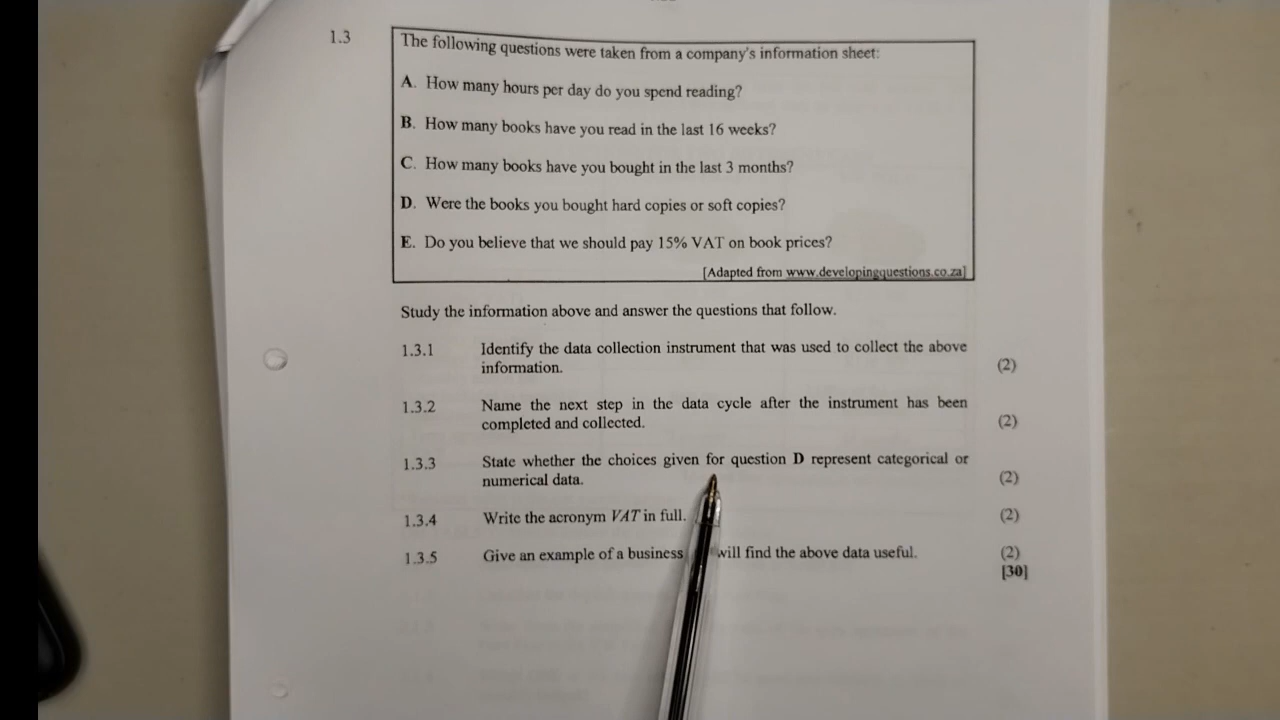 1.3
The following questions were taken from a company's information sheet:
A. How many hours per day do you spend reading?
B. How many books have you read in the last 16 weeks?
C. How many books have you bought in the last 3 months?
D. Were the books you bought hard copies or soft copies?
E. Do you believe that we should pay 15% VAT on book prices?
[Adapted from www.developingquestions.co.za]
Study the information above and answer the questions that follow.
1.3.1 Identify the data collection instrument that was used to collect the above
information. (2)
1.3.2 Name the next step in the data cycle after the instrument has been
completed and collected. (2)
1.3.3 State whether the choices given for question D represent categorical or
numerical data. (2)
1.3.4 Write the acronym VAT in full. (2)
1.3.5 Give an example of a business will find the above data useful. (2)
[30]